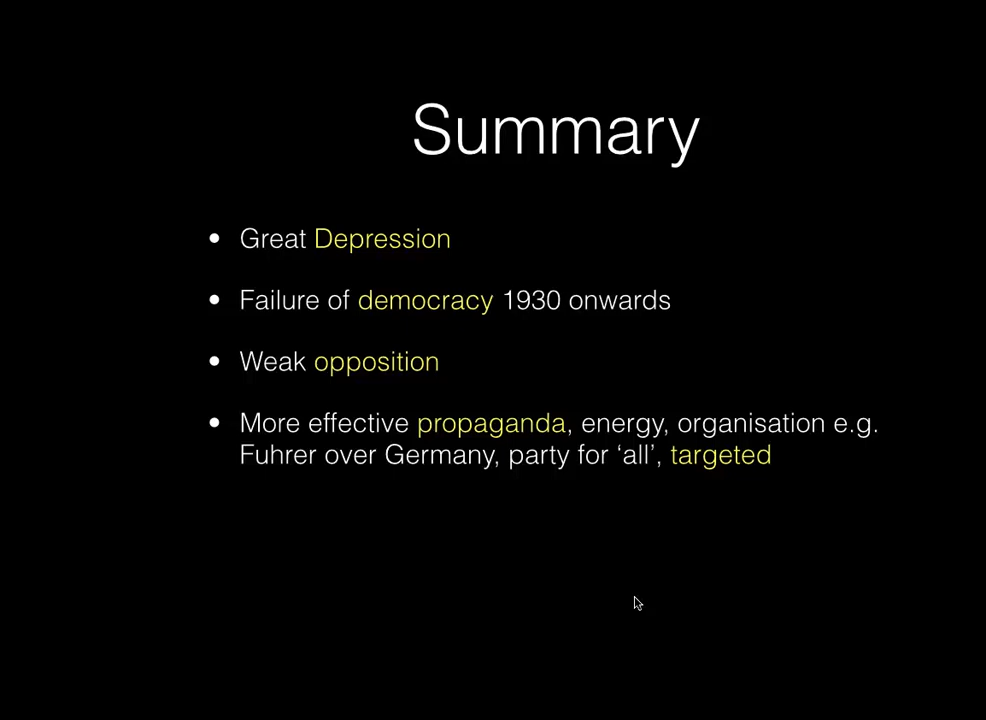 Summary
• Great Depression
• Failure of democracy 1930 onwards
• Weak opposition
• More effective propaganda, energy, organisation e.g.
Fuhrer over Germany, party for ‘all’, targeted